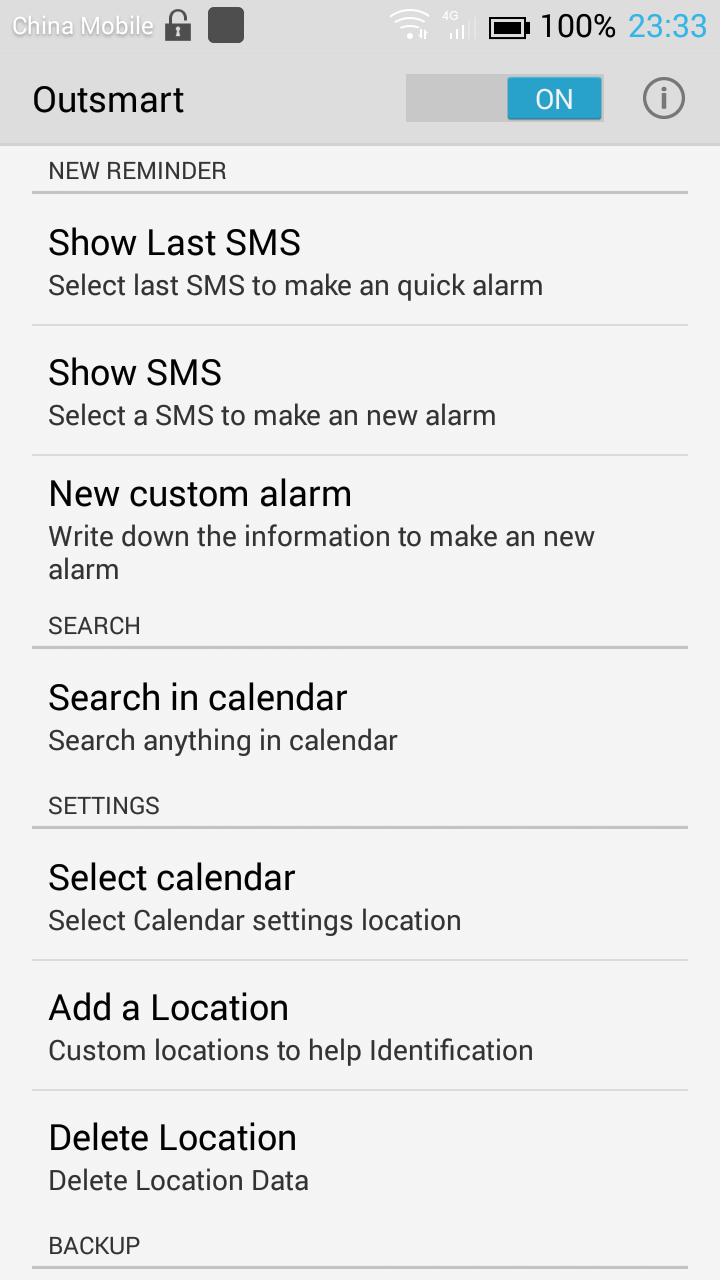 China Mobile 4G 100% 23:33
Outsmart ON
NEW REMINDER
Show Last SMS
Select last SMS to make an quick alarm
Show SMS
Select a SMS to make an new alarm
New custom alarm
Write down the information to make an new
alarm
SEARCH
Search in calendar
Search anything in calendar
SETTINGS
Select calendar
Select Calendar settings location
Add a Location
Custom locations to help Identification
Delete Location
Delete Location Data
BACKUP